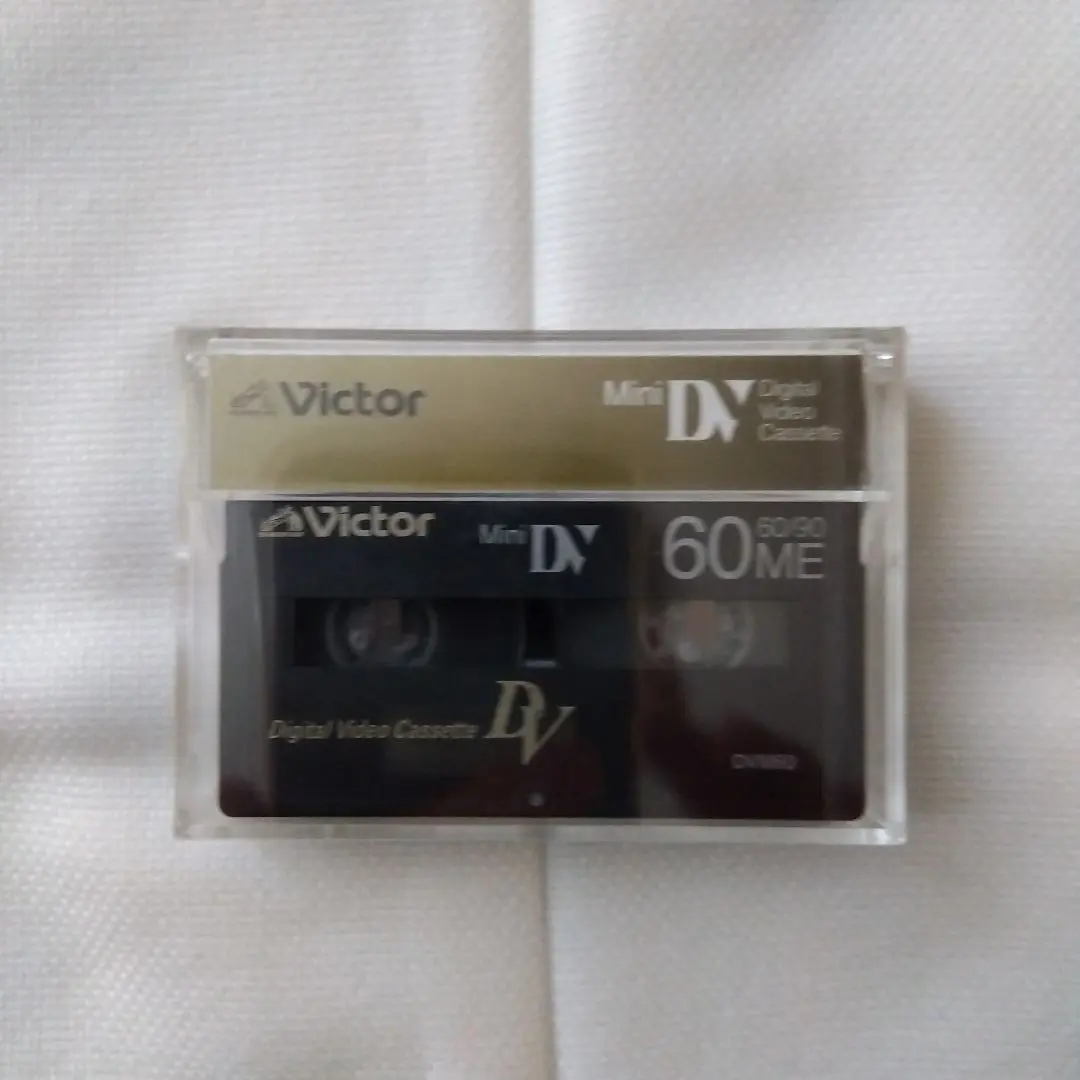 Victor
Mini DV Digital
Video
Cassette
Victor
Mini DV
60 60/90
ME
Digital Video Cassette DV